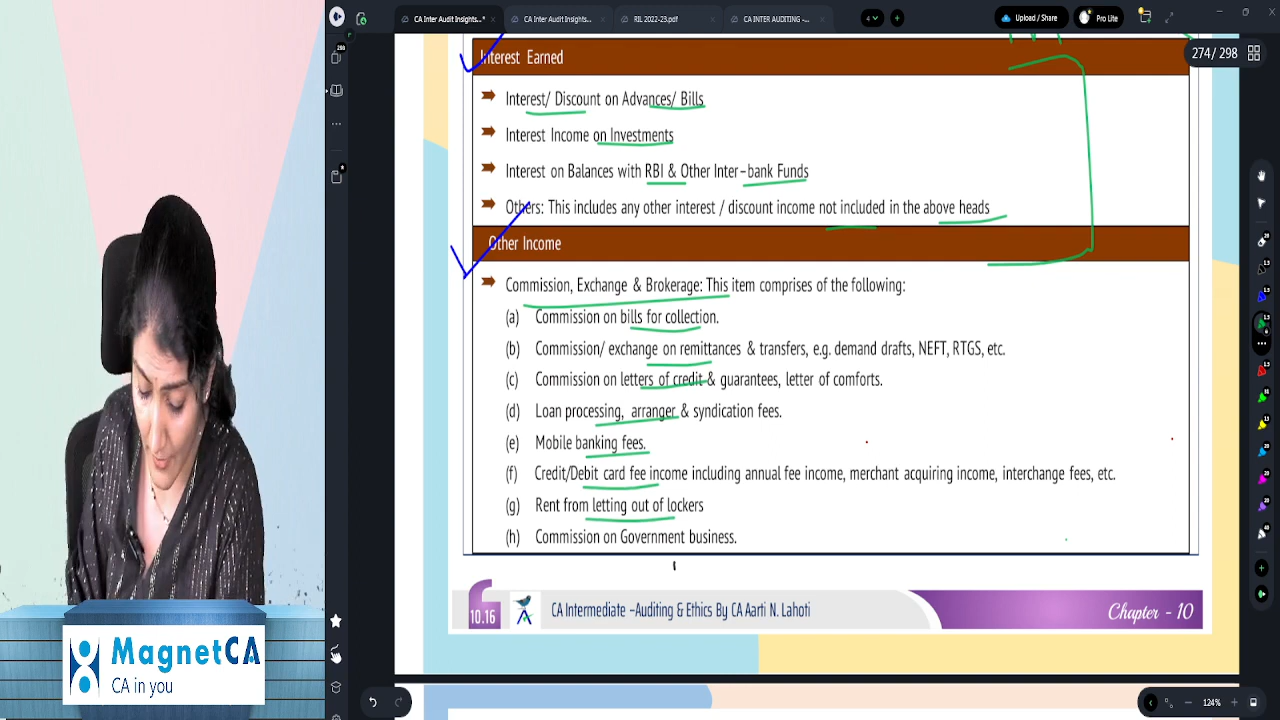 CA Inter Audit Insights...*
CA Inter Audit Insights...
RIL 2022-23.pdf
CA INTER AUDITING -...
4
Upload / Share
Pro Lite
274/ 298
Interest Earned
Interest/ Discount on Advances/ Bills
Interest Income on Investments
Interest on Balances with RBI & Other Inter-bank Funds
Others: This includes any other interest / discount income not included in the above heads
Other Income
Commission, Exchange & Brokerage: This item comprises of the following:
(a) Commission on bills for collection.
(b) Commission/ exchange on remittances & transfers, e.g. demand drafts, NEFT, RTGS, etc.
(c) Commission on letters of credit & guarantees, letter of comforts.
(d) Loan processing, arranger & syndication fees.
(e) Mobile banking fees.
(f) Credit/Debit card fee income including annual fee income, merchant acquiring income, interchange fees, etc.
(g) Rent from letting out of lockers
(h) Commission on Government business.
10.16
CA Intermediate -Auditing & Ethics By CA Aarti N. Lahoti
Chapter - 10
MagnetCA
CA in you
124%